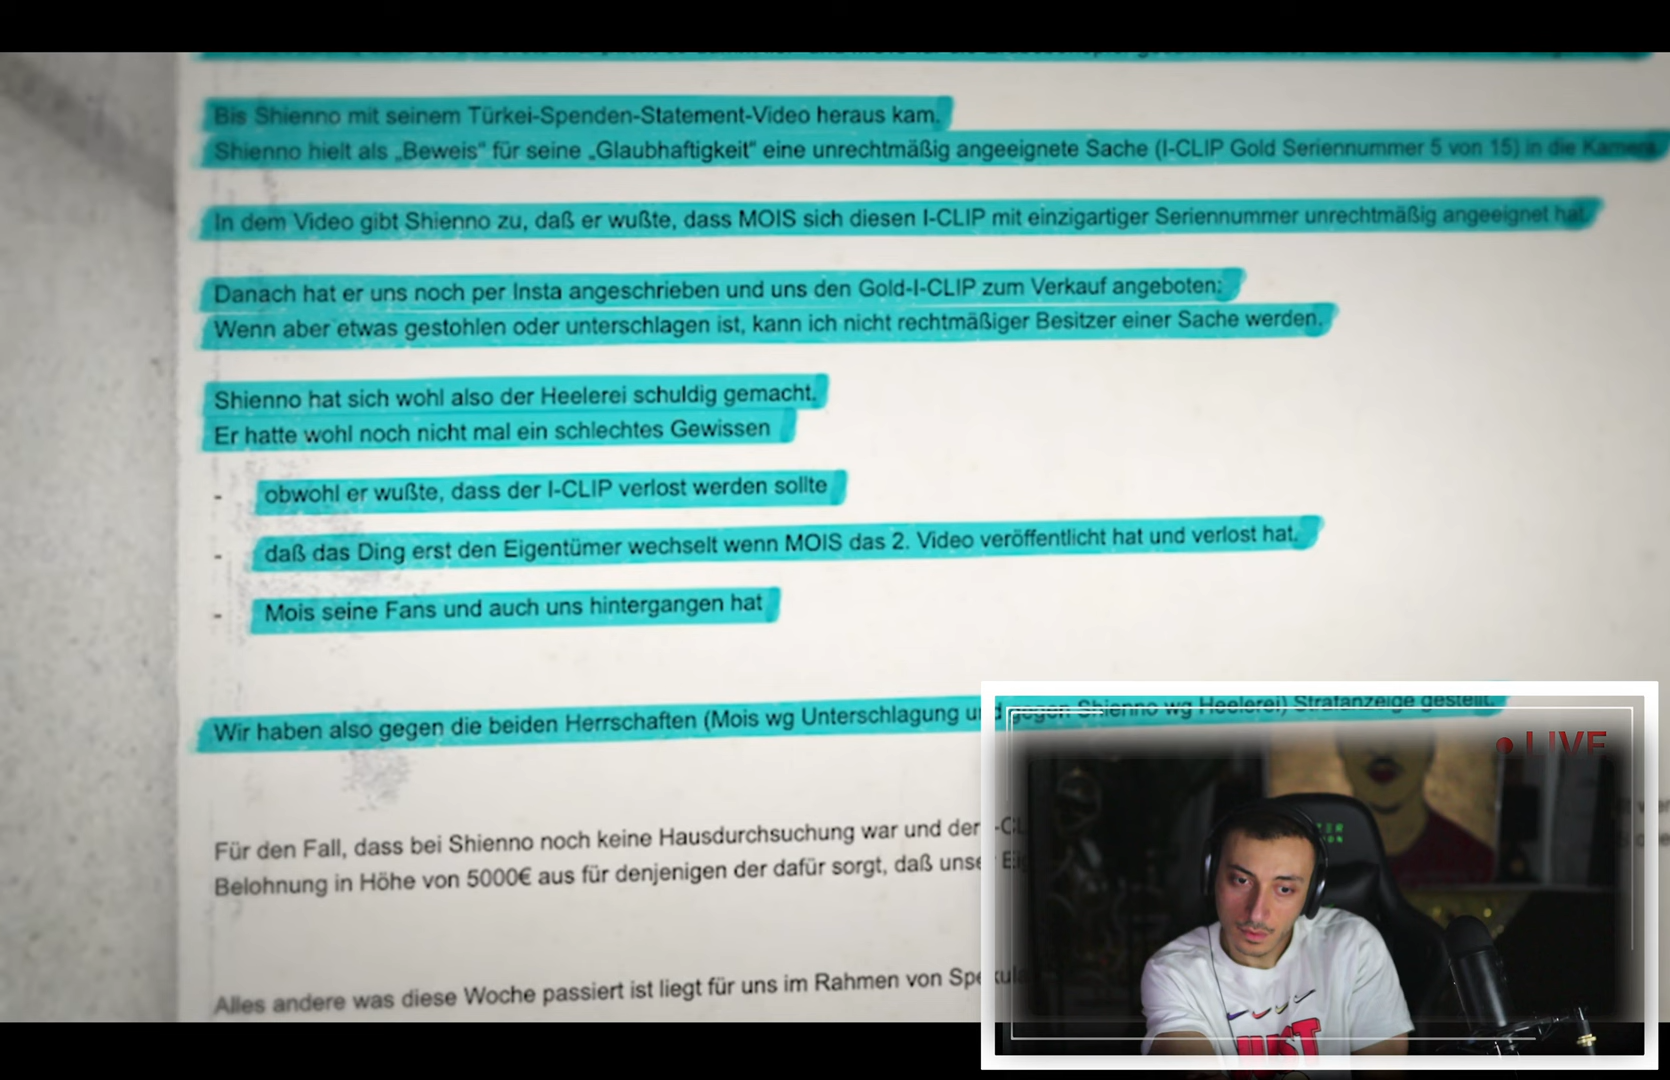 Bis Shienno mit seinem Türkei-Spenden-Statement-Video heraus kam.
Shienno hielt als „Beweis“ für seine „Glaubhaftigkeit“ eine unrechtmäßig angeeignete Sache (I-CLIP Gold Seriennummer 5 von 15) in die Kamera.
In dem Video gibt Shienno zu, daß er wußte, dass MOIS sich diesen I-CLIP mit einzigartiger Seriennummer unrechtmäßig angeeignet hat.
Danach hat er uns noch per Insta angeschrieben und uns den Gold-I-CLIP zum Verkauf angeboten:
Wenn aber etwas gestohlen oder unterschlagen ist, kann ich nicht rechtmäßiger Besitzer einer Sache werden.
Shienno hat sich wohl also der Heelerei schuldig gemacht.
Er hatte wohl noch nicht mal ein schlechtes Gewissen
- obwohl er wußte, dass der I-CLIP verlost werden sollte
- daß das Ding erst den Eigentümer wechselt wenn MOIS das 2. Video veröffentlicht hat und verlost hat.
- Mois seine Fans und auch uns hintergangen hat
Wir haben also gegen die beiden Herrschaften (Mois wg Unterschlagung und gegen Shienno wg Heelerei) Strafanzeige gestellt.
Für den Fall, dass bei Shienno noch keine Hausdurchsuchung war und der
Belohnung in Höhe von 5000€ aus für denjenigen der dafür sorgt, daß
Alles andere was diese Woche passiert ist liegt für uns im Rahmen von
LIVE
JUST